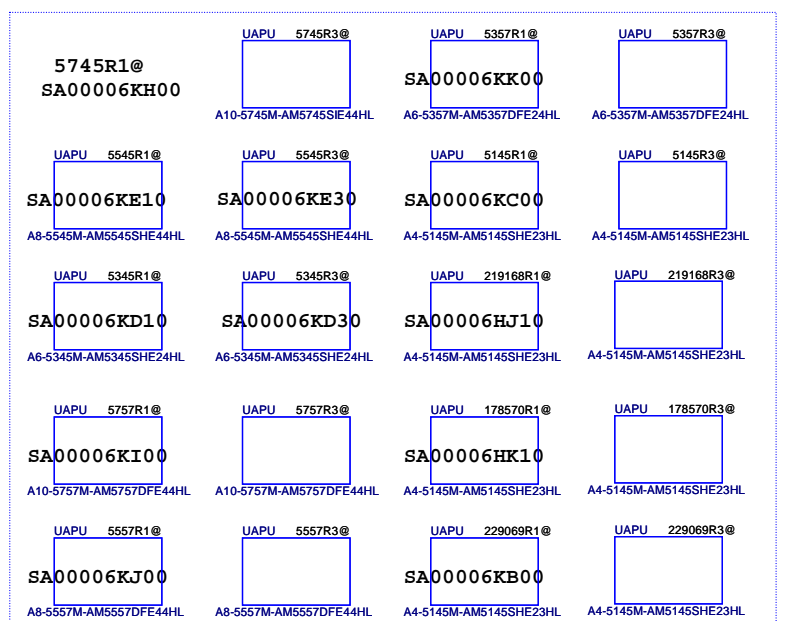 5745R1@
SA00006KH00
UAPU 5745R3@
A10-5745M-AM5745SIE44HL
UAPU 5357R1@
SA00006KK00
A6-5357M-AM5357DFE24HL
UAPU 5357R3@
A6-5357M-AM5357DFE24HL
UAPU 5545R1@
SA00006KE10
A8-5545M-AM5545SHE44HL
UAPU 5545R3@
SA00006KE30
A8-5545M-AM5545SHE44HL
UAPU 5145R1@
SA00006KC00
A4-5145M-AM5145SHE23HL
UAPU 5145R3@
A4-5145M-AM5145SHE23HL
UAPU 5345R1@
SA00006KD10
A6-5345M-AM5345SHE24HL
UAPU 5345R3@
SA00006KD30
A6-5345M-AM5345SHE24HL
UAPU 219168R1@
SA00006HJ10
A4-5145M-AM5145SHE23HL
UAPU 219168R3@
A4-5145M-AM5145SHE23HL
UAPU 5757R1@
SA00006KI00
A10-5757M-AM5757DFE44HL
UAPU 5757R3@
A10-5757M-AM5757DFE44HL
UAPU 178570R1@
SA00006HK10
A4-5145M-AM5145SHE23HL
UAPU 178570R3@
A4-5145M-AM5145SHE23HL
UAPU 5557R1@
SA00006KJ00
A8-5557M-AM5557DFE44HL
UAPU 5557R3@
A8-5557M-AM5557DFE44HL
UAPU 229069R1@
SA00006KB00
A4-5145M-AM5145SHE23HL
UAPU 229069R3@
A4-5145M-AM5145SHE23HL